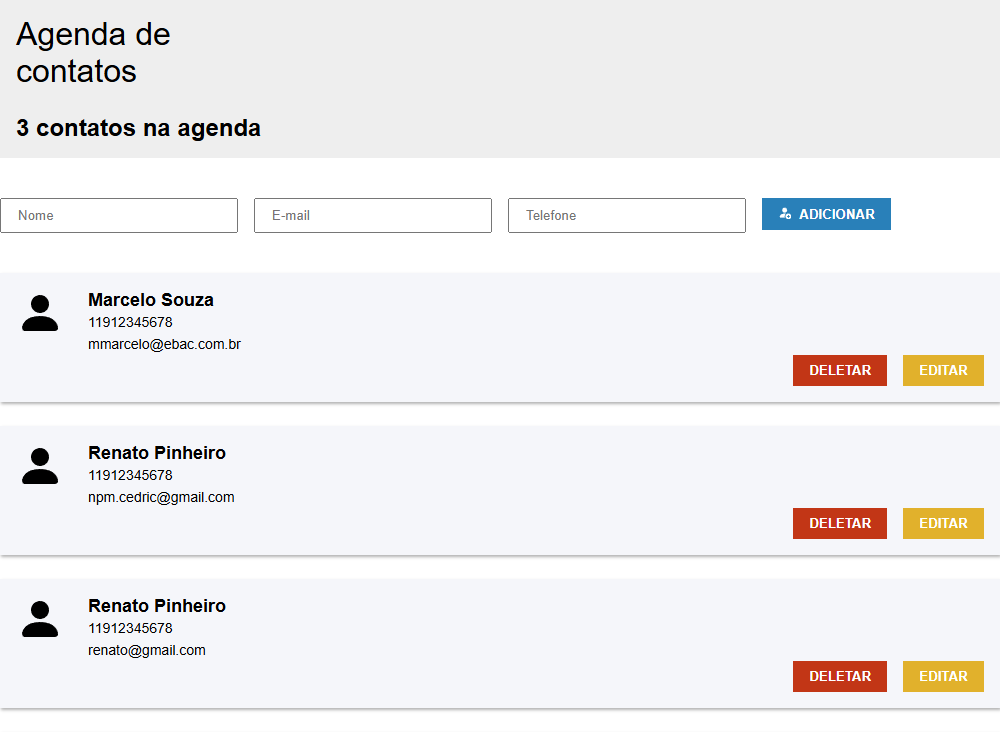 Agenda de
contatos
3 contatos na agenda
Nome E-mail Telefone ADICIONAR
Marcelo Souza
11912345678
mmarcelo@ebac.com.br
DELETAR EDITAR
Renato Pinheiro
11912345678
npm.cedric@gmail.com
DELETAR EDITAR
Renato Pinheiro
11912345678
renato@gmail.com
DELETAR EDITAR